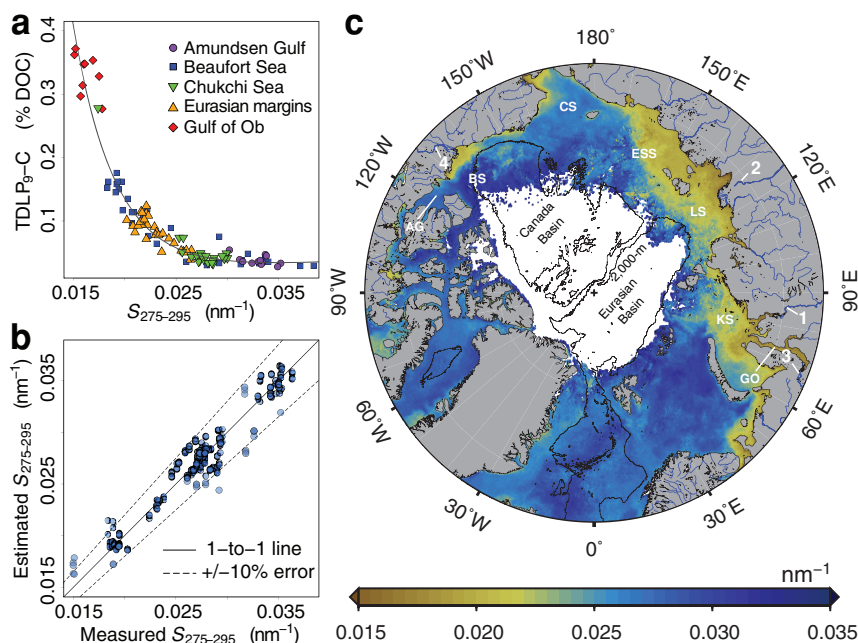 a
TDLP9–C (% DOC)
0.4
0.3
0.2
0.1
Amundsen Gulf
Beaufort Sea
Chukchi Sea
Eurasian margins
Gulf of Ob
0.015 0.025 0.035
S275–295 (nm−1)
b
Estimated S275–295 (nm−1)
0.035
0.025
0.015
1−to−1 line
+/−10% error
0.015 0.025 0.035
Measured S275–295 (nm−1)
c
180˚
150˚W
150˚E
120˚W
120˚E
90˚W
90˚E
60˚W
60˚E
30˚W
30˚E
0˚
CS
ESS
4
2
BS
LS
AG
Canada
Basin
2,000-m
Eurasian
Basin
KS
1
3
GO
nm−1
0.015 0.020 0.025 0.030 0.035